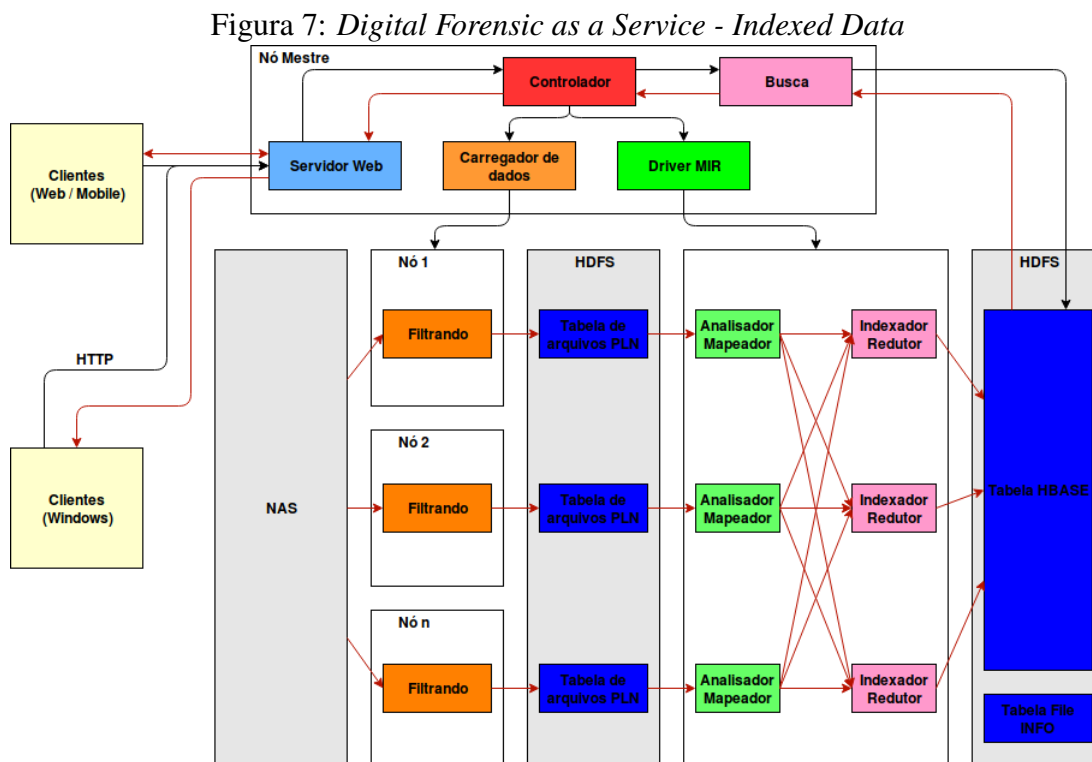 Figura 7: Digital Forensic as a Service - Indexed Data
Nó Mestre
Controlador
Busca
Clientes
(Web / Mobile)
Servidor Web
Carregador de
dados
Driver MIR
Nó 1
HDFS
HDFS
Filtrando
Tabela de
arquivos PLN
Analisador
Mapeador
Indexador
Redutor
HTTP
Nó 2
Clientes
(Windows)
NAS
Filtrando
Tabela de
arquivos PLN
Analisador
Mapeador
Indexador
Redutor
Tabela HBASE
Nó n
Filtrando
Tabela de
arquivos PLN
Analisador
Mapeador
Indexador
Redutor
Tabela File
INFO